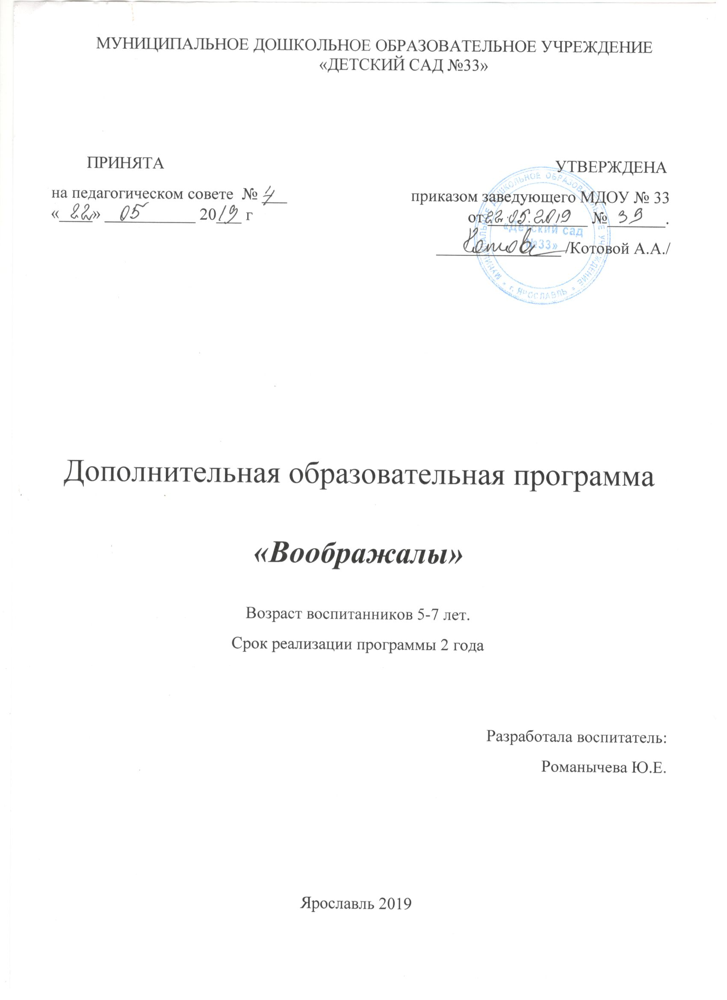 МУНИЦИПАЛЬНОЕ ДОШКОЛЬНОЕ ОБРАЗОВАТЕЛЬНОЕ УЧРЕЖДЕНИЕ
«ДЕТСКИЙ САД №33»
ПРИНЯТА
на педагогическом совете № 4
«22» 05 2019 г
УТВЕРЖДЕНА
приказом заведующего МДОУ № 33
от 22.05.2019 № 39.
Котова /Котовой А.А./
МУНИЦИПАЛЬНОЕ ДОШКОЛЬНОЕ ОБРАЗОВАТЕЛЬНОЕ УЧРЕЖДЕНИЕ * г. ЯРОСЛАВЛЬ *
«Детский сад
№33»
Дополнительная образовательная программа
«Воображалы»
Возраст воспитанников 5-7 лет.
Срок реализации программы 2 года
Разработала воспитатель:
Романычева Ю.Е.
Ярославль 2019